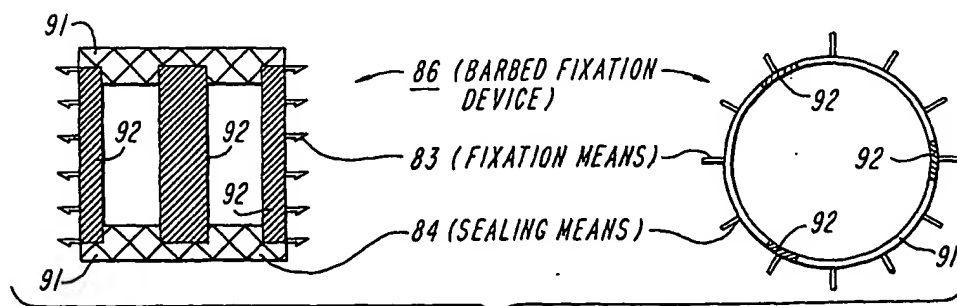 91
86 (BARBED FIXATION
DEVICE)
92
92
92
83 (FIXATION MEANS)
84 (SEALING MEANS)
91
92
92
92
91